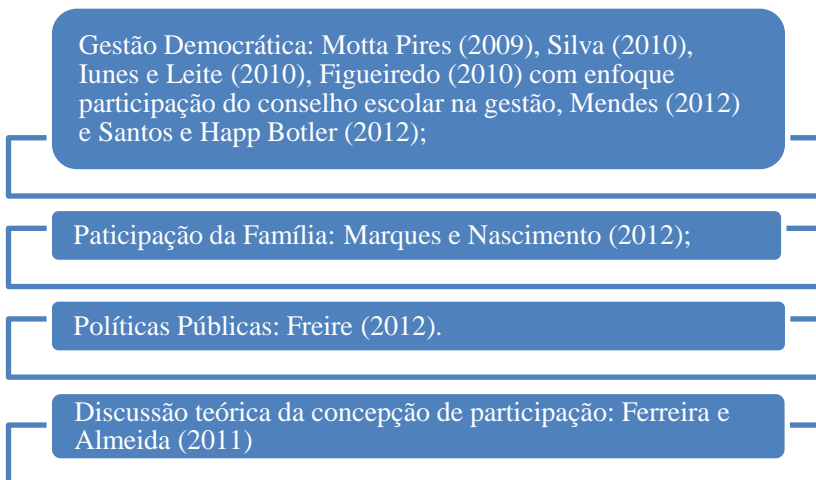 Gestão Democrática: Motta Pires (2009), Silva (2010),
Iunes e Leite (2010), Figueiredo (2010) com enfoque
participação do conselho escolar na gestão, Mendes (2012)
e Santos e Happ Botler (2012);
Paticipação da Família: Marques e Nascimento (2012);
Políticas Públicas: Freire (2012).
Discussão teórica da concepção de participação: Ferreira e
Almeida (2011)